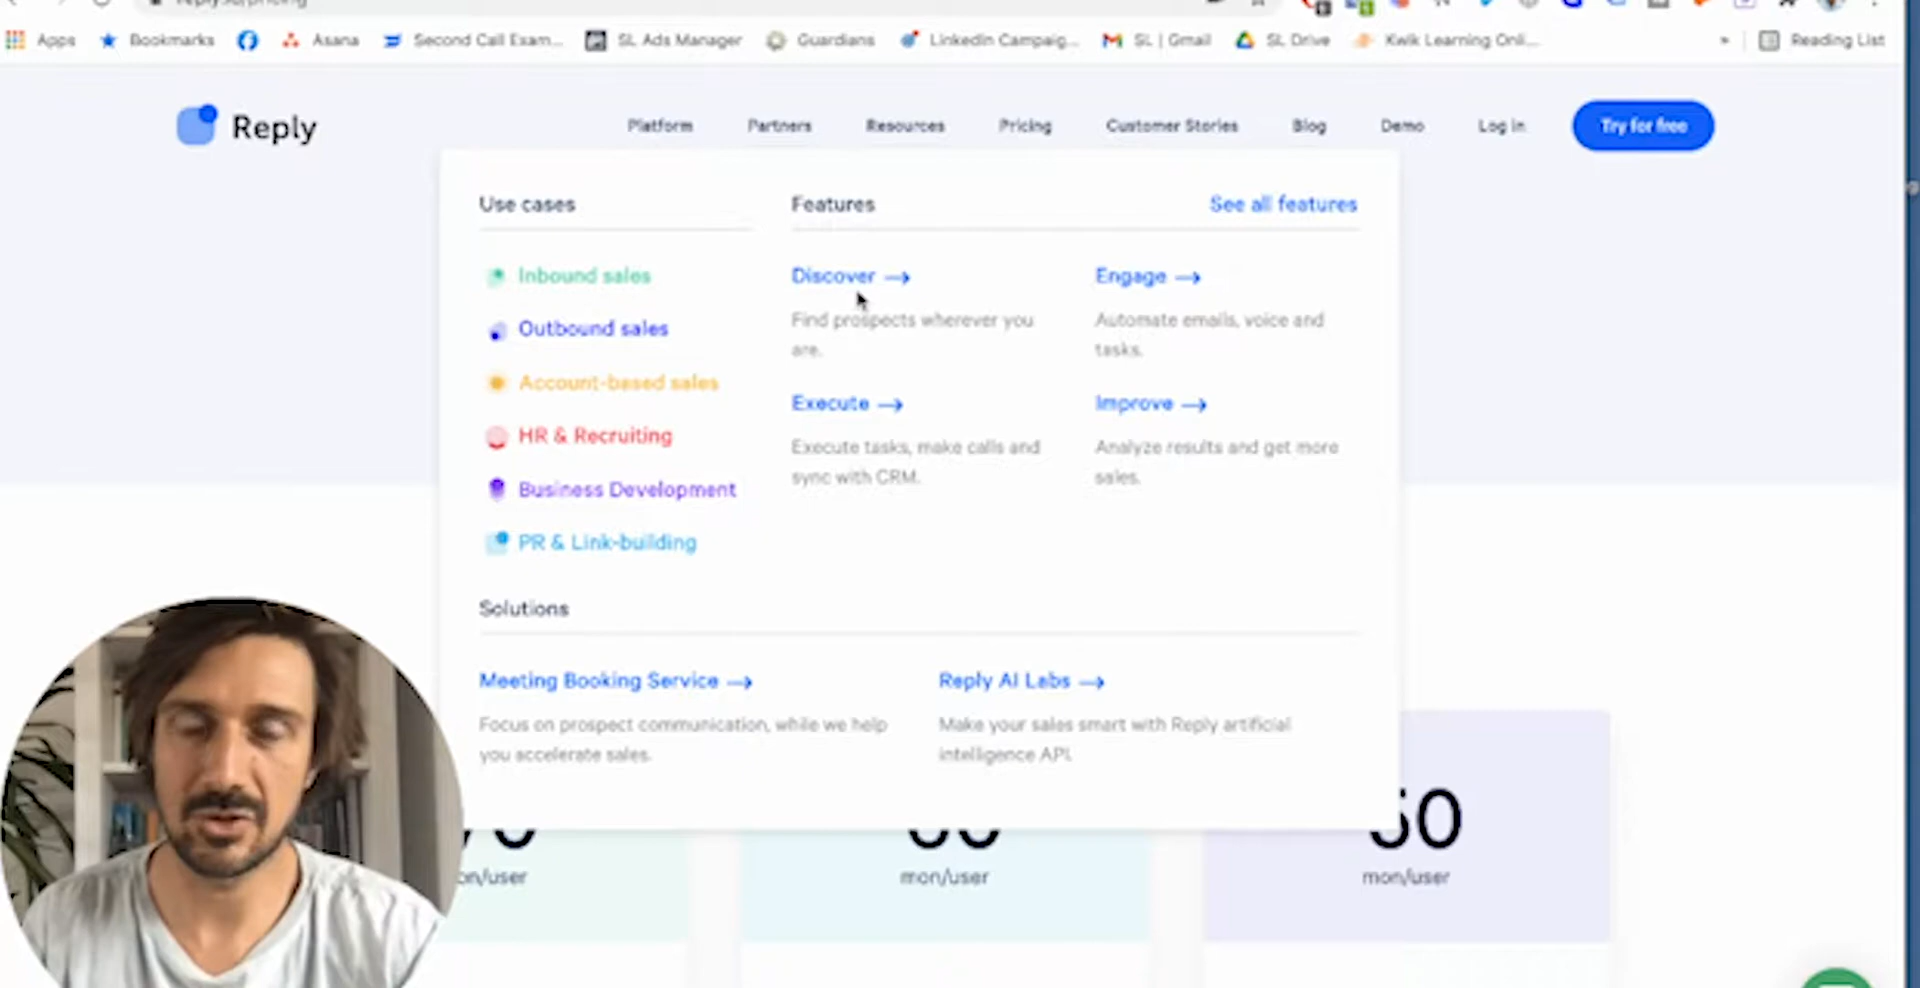 Apps Bookmarks Asana Second Call Exam... SL Ads Manager Guardians LinkedIn Campaig... SL | Gmail SL Drive Kwik Learning Onli... » Reading List
Reply Platform Partners Resources Pricing Customer Stories Blog Demo Log in Try for free
Use cases
Inbound sales
Outbound sales
Account-based sales
HR & Recruiting
Business Development
PR & Link-building
Features See all features
Discover →
Find prospects wherever you
are.
Engage →
Automate emails, voice and
tasks.
Execute →
Execute tasks, make calls and
sync with CRM.
Improve →
Analyze results and get more
sales.
Solutions
Meeting Booking Service →
Focus on prospect communication, while we help
you accelerate sales.
Reply AI Labs →
Make your sales smart with Reply artificial
intelligence API.
50
on/user mon/user mon/user